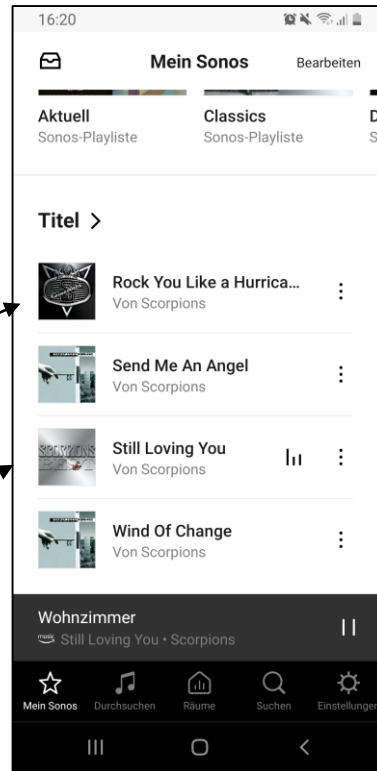 16:20
Mein Sonos
Bearbeiten
Aktuell
Classics
D
Sonos-Playliste
Sonos-Playliste
S
Titel >
Rock You Like a Hurrica...
Von Scorpions
Send Me An Angel
Von Scorpions
Still Loving You
Von Scorpions
Wind Of Change
Von Scorpions
Wohnzimmer
music Still Loving You • Scorpions
Mein Sonos
Durchsuchen
Räume
Suchen
Einstellungen